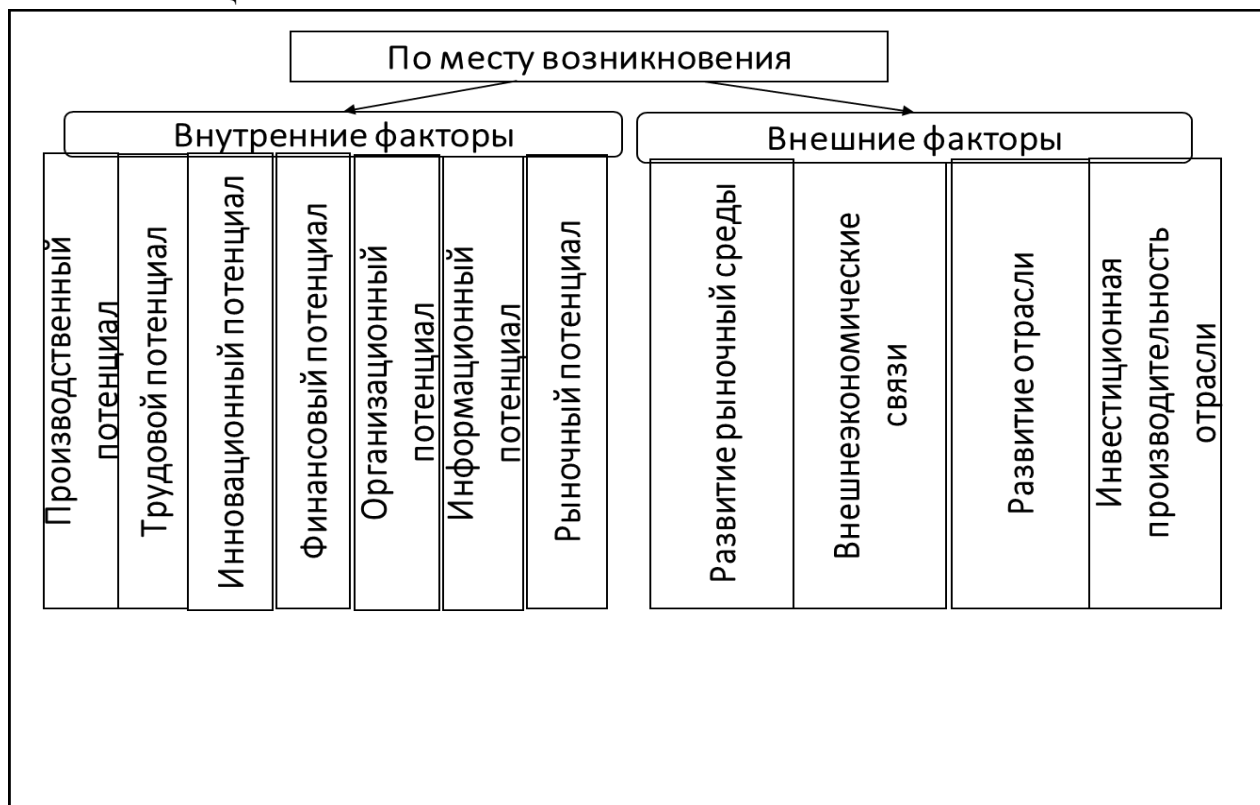 По месту возникновения
Внутренние факторы
Внешние факторы
Производственный
потенциал
Трудовой потенциал
Инновационный потенциал
Финансовый потенциал
Организационный
потенциал
Информационный
потенциал
Рыночный потенциал
Развитие рыночный среды
Внешнеэкономические
связи
Развитие отрасли
Инвестиционная
производительность
отрасли